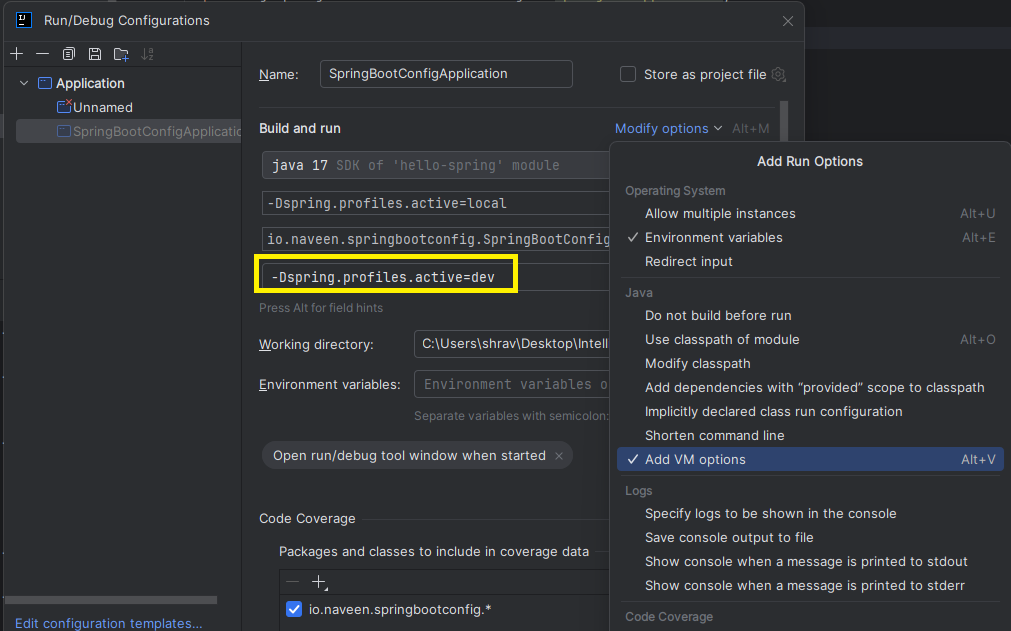 Run/Debug Configurations
Application
Unnamed
SpringBootConfigApplicatio
Edit configuration templates...
Name: SpringBootConfigApplication Store as project file
Build and run Modify options Alt+M
java 17 SDK of 'hello-spring' module
-Dspring.profiles.active=local
io.naveen.springbootconfig.SpringBootConfig
-Dspring.profiles.active=dev
Press Alt for field hints
Working directory: C:\Users\shrav\Desktop\Intell
Environment variables: Environment variables o
Separate variables with semicolon:
Open run/debug tool window when started
Code Coverage
Packages and classes to include in coverage data
io.naveen.springbootconfig.*
Add Run Options
Operating System
Allow multiple instances Alt+U
Environment variables Alt+E
Redirect input
Java
Do not build before run
Use classpath of module Alt+O
Modify classpath
Add dependencies with “provided” scope to classpath
Implicitly declared class run configuration
Shorten command line
Add VM options Alt+V
Logs
Specify logs to be shown in the console
Save console output to file
Show console when a message is printed to stdout
Show console when a message is printed to stderr
Code Coverage